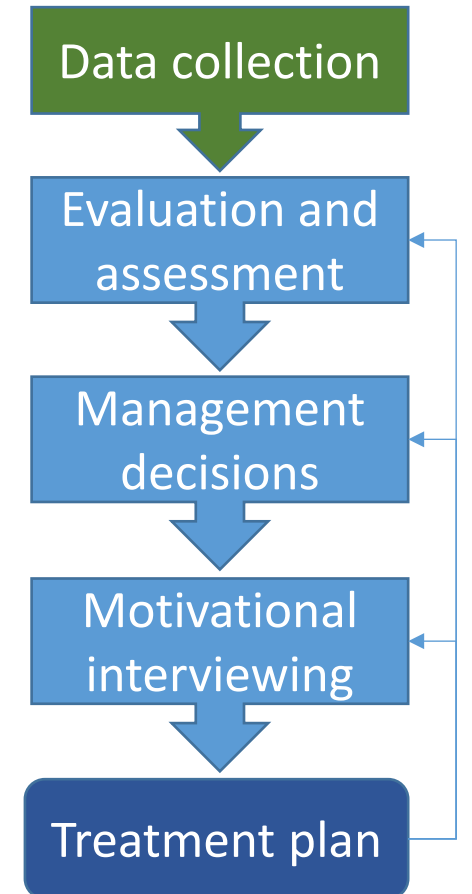 Data collection
Evaluation and
assessment
Management
decisions
Motivational
interviewing
Treatment plan